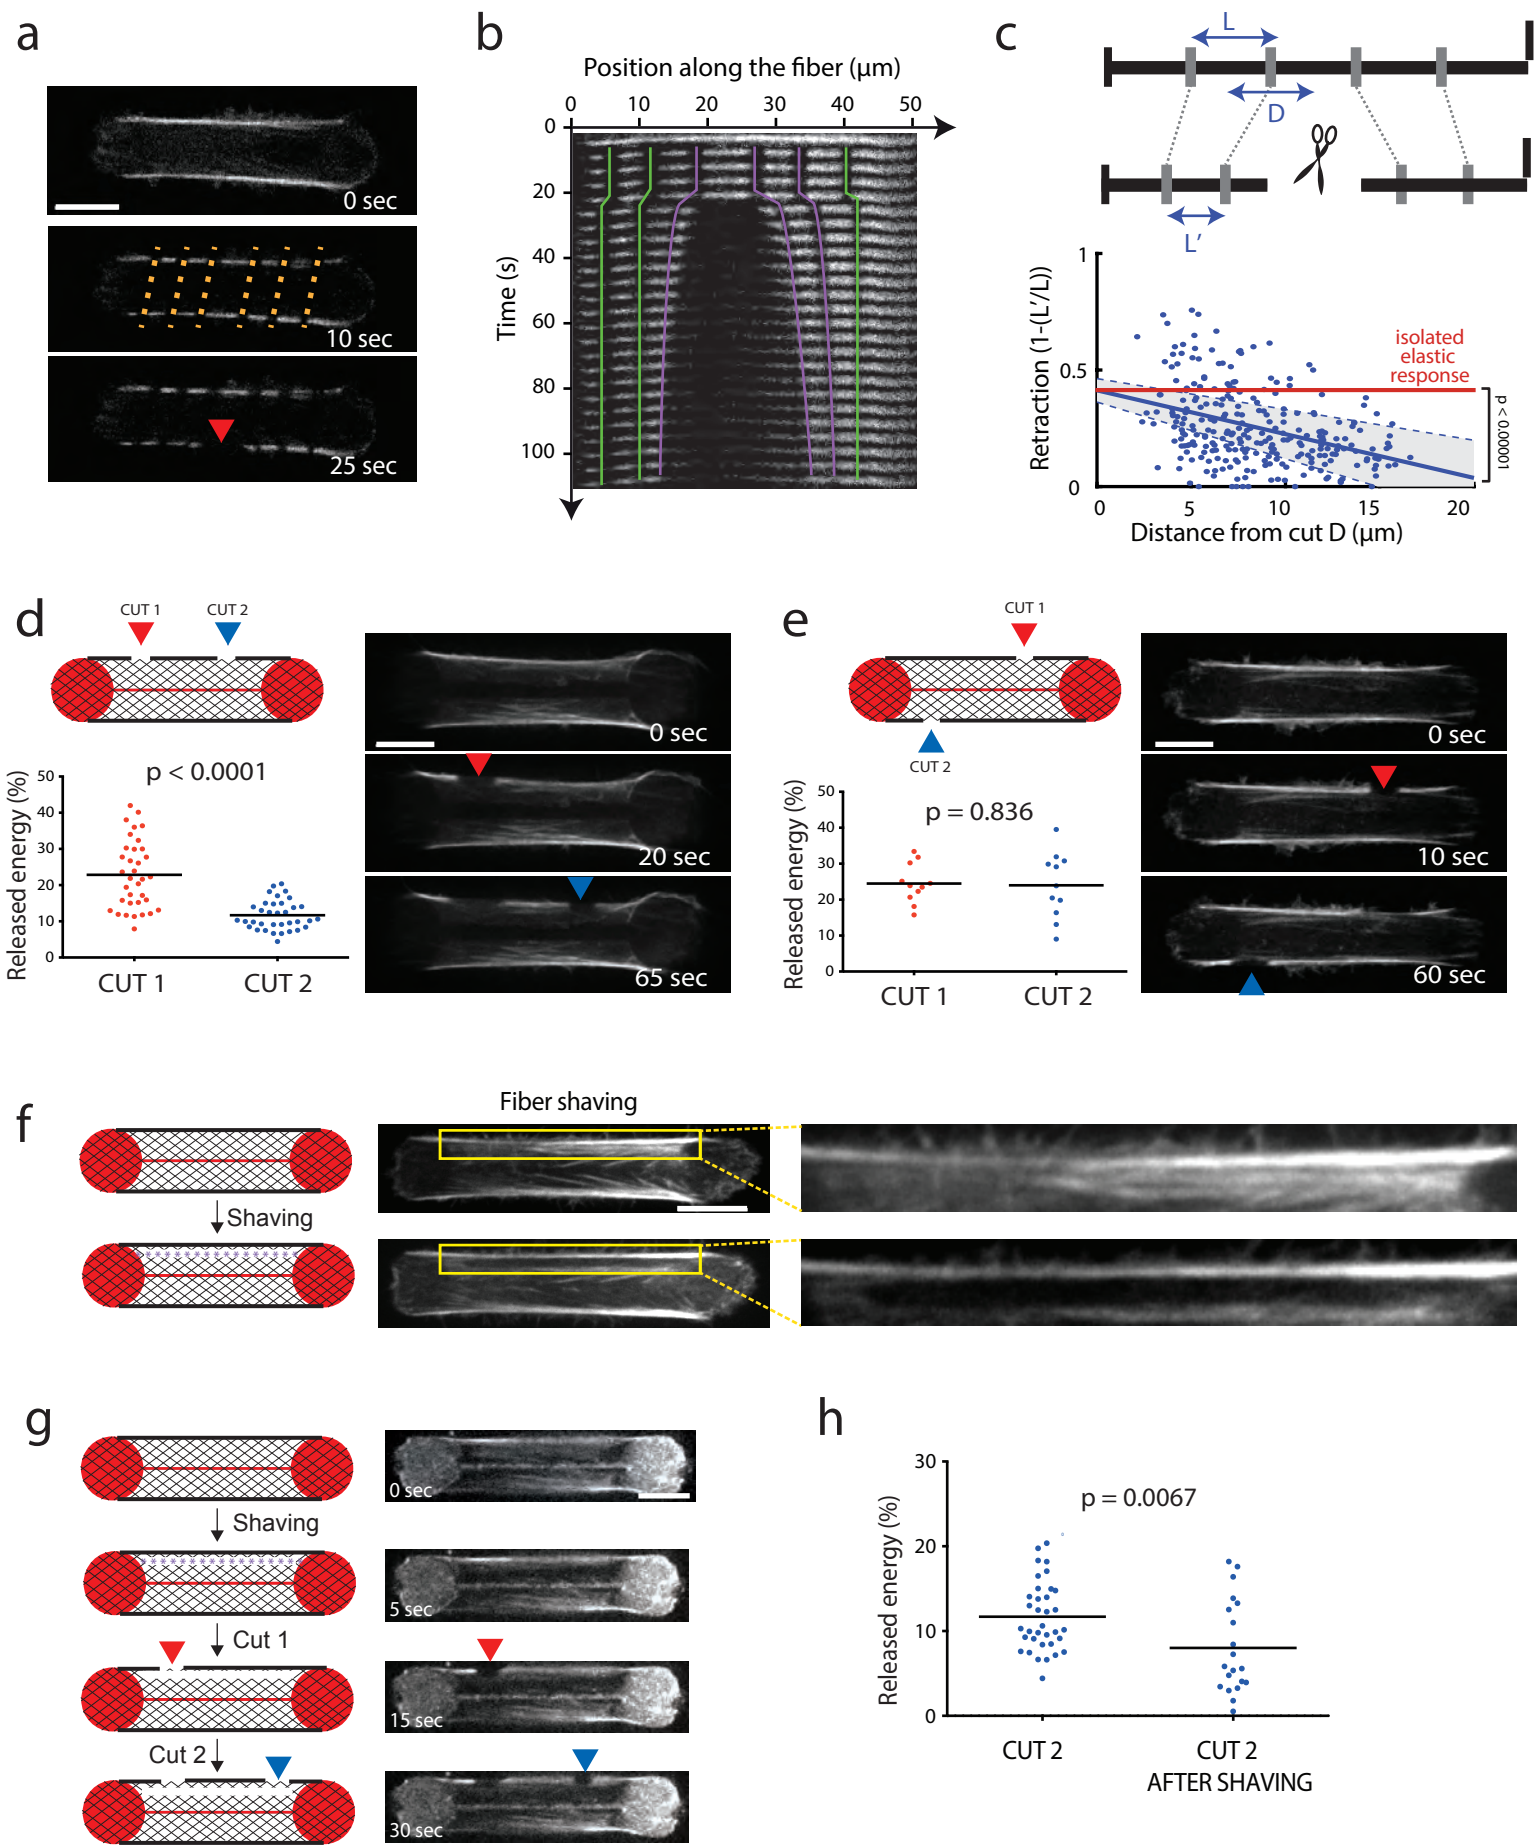 a
0 sec
10 sec
25 sec
b
Position along the fiber (µm)
0 10 20 30 40 50
Time (s)
0
20
40
60
80
100
c
L
D
L'
Retraction (1-(L'/L))
1
0.5
0
isolated
elastic
response
p < 0.00001
0 5 10 15 20
Distance from cut D (µm)
d
CUT 1 CUT 2
p < 0.0001
Released energy (%)
50
40
30
20
10
0
CUT 1 CUT 2
0 sec
20 sec
65 sec
e
CUT 1
CUT 2
p = 0.836
Released energy (%)
50
40
30
20
10
0
CUT 1 CUT 2
0 sec
10 sec
60 sec
f
Fiber shaving
Shaving
g
Shaving
Cut 1
Cut 2
0 sec
5 sec
15 sec
30 sec
h
p = 0.0067
Released energy (%)
30
20
10
0
CUT 2 CUT 2
AFTER SHAVING